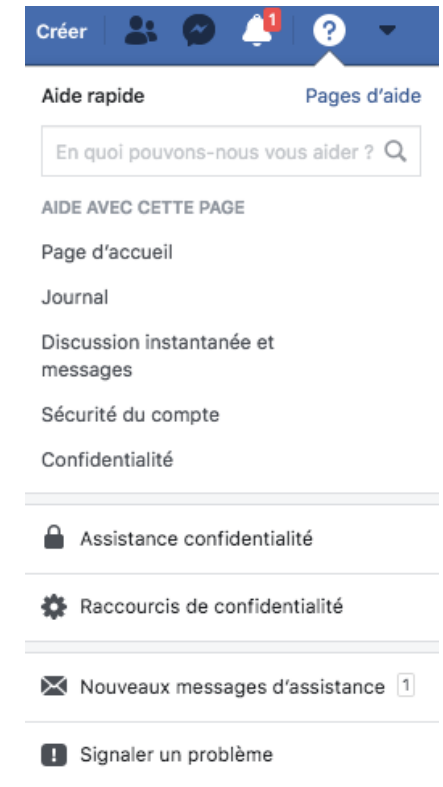 Créer
1
?
Aide rapide
Pages d’aide
En quoi pouvons-nous vous aider ?
AIDE AVEC CETTE PAGE
Page d’accueil
Journal
Discussion instantanée et
messages
Sécurité du compte
Confidentialité
Assistance confidentialité
Raccourcis de confidentialité
Nouveaux messages d’assistance 1
Signaler un problème